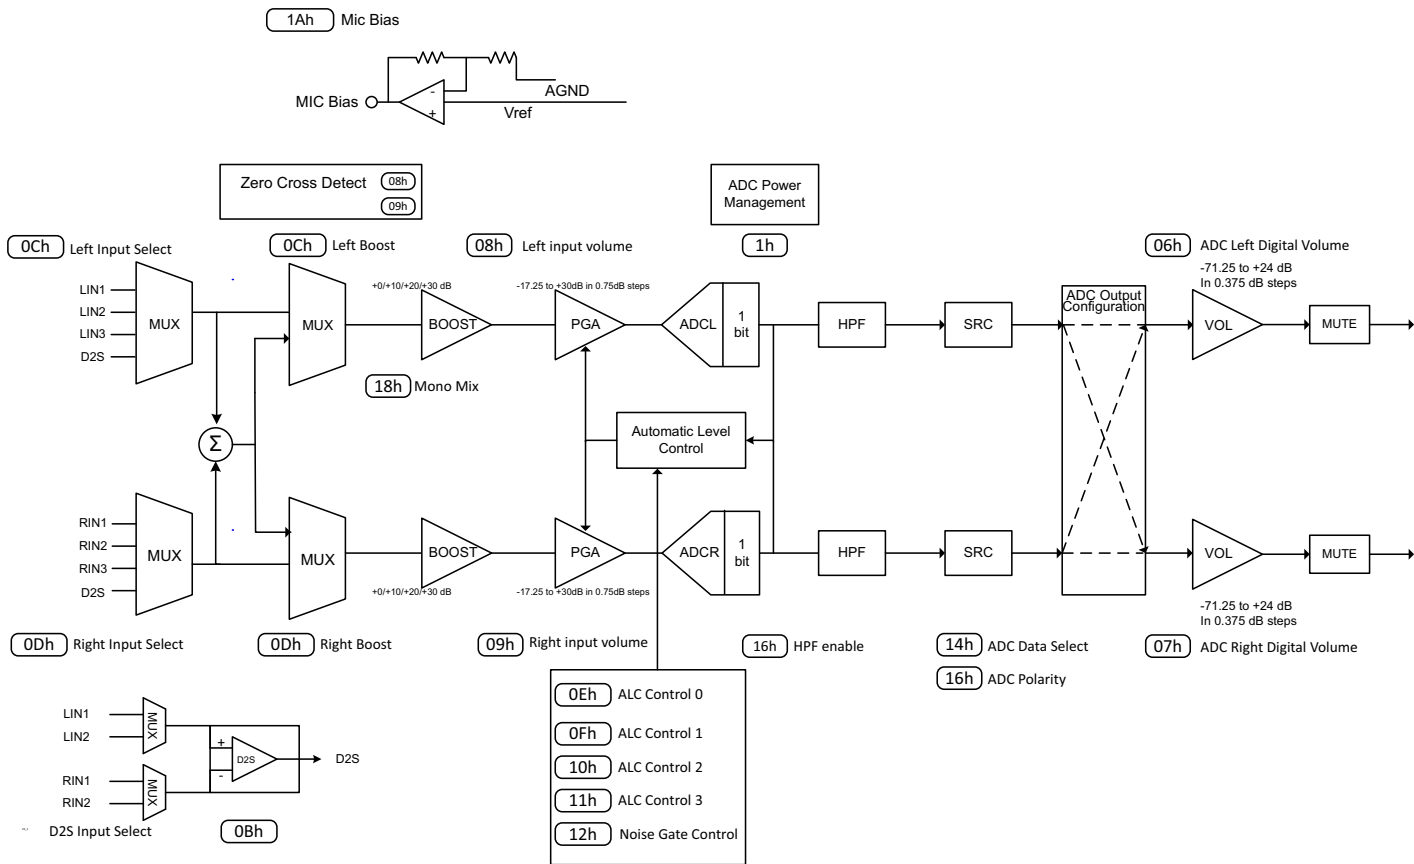 1Ah Mic Bias
AGND
MIC Bias
-
+
Vref
Zero Cross Detect 08h
09h
ADC Power
Management
0Ch Left Input Select
0Ch Left Boost
08h Left input volume
1h
06h ADC Left Digital Volume
-71.25 to +24 dB
In 0.375 dB steps
+0/+10/+20/+30 dB
-17.25 to +30dB in 0.75dB steps
LIN1
LIN2
LIN3
D2S
MUX
MUX
BOOST
PGA
ADCL
1
bit
HPF
SRC
ADC Output
Configuration
VOL
MUTE
18h Mono Mix
Σ
Automatic Level
Control
RIN1
RIN2
RIN3
D2S
MUX
MUX
BOOST
PGA
ADCR
1
bit
HPF
SRC
VOL
MUTE
+0/+10/+20/+30 dB
-17.25 to +30dB in 0.75dB steps
-71.25 to +24 dB
In 0.375 dB steps
0Dh Right Input Select
0Dh Right Boost
09h Right input volume
16h HPF enable
14h ADC Data Select
16h ADC Polarity
07h ADC Right Digital Volume
LIN1
LIN2
MUX
RIN1
RIN2
MUX
+
D2S
-
D2S
D2S Input Select
0Bh
0Eh ALC Control 0
0Fh ALC Control 1
10h ALC Control 2
11h ALC Control 3
12h Noise Gate Control